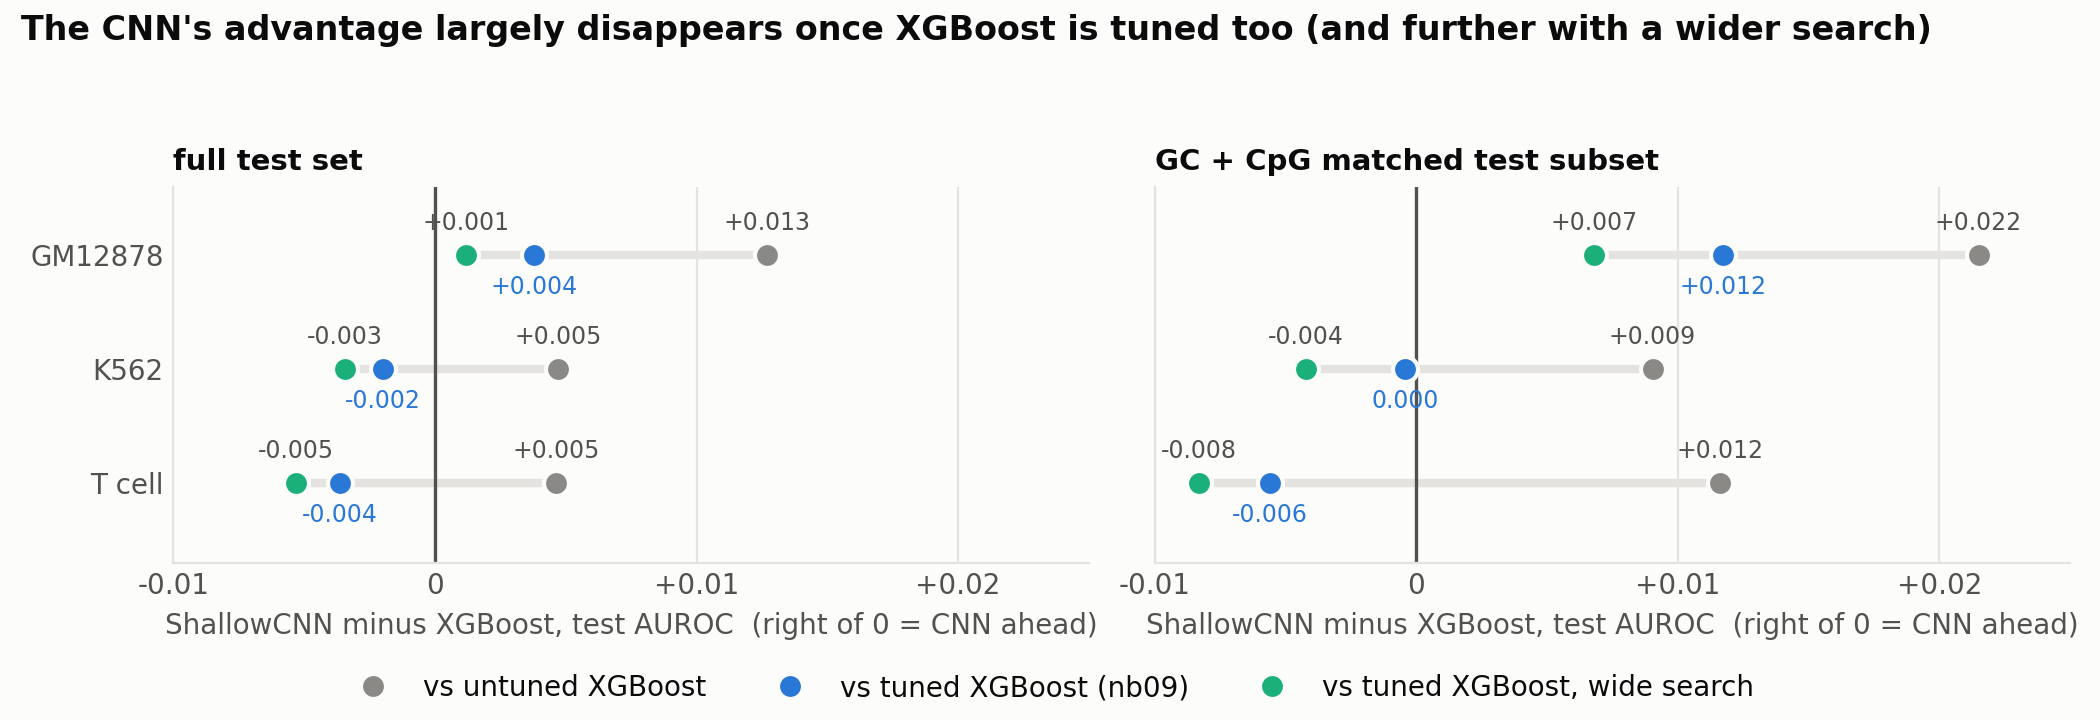 The CNN's advantage largely disappears once XGBoost is tuned too (and further with a wider search)
full test set
GM12878
K562
T cell
+0.001
+0.013
+0.004
-0.003
+0.005
-0.002
-0.005
+0.005
-0.004
-0.01
0
+0.01
+0.02
ShallowCNN minus XGBoost, test AUROC  (right of 0 = CNN ahead)
GC + CpG matched test subset
+0.007
+0.022
+0.012
-0.004
+0.009
0.000
-0.008
+0.012
-0.006
-0.01
0
+0.01
+0.02
ShallowCNN minus XGBoost, test AUROC  (right of 0 = CNN ahead)
vs untuned XGBoost
vs tuned XGBoost (nb09)
vs tuned XGBoost, wide search